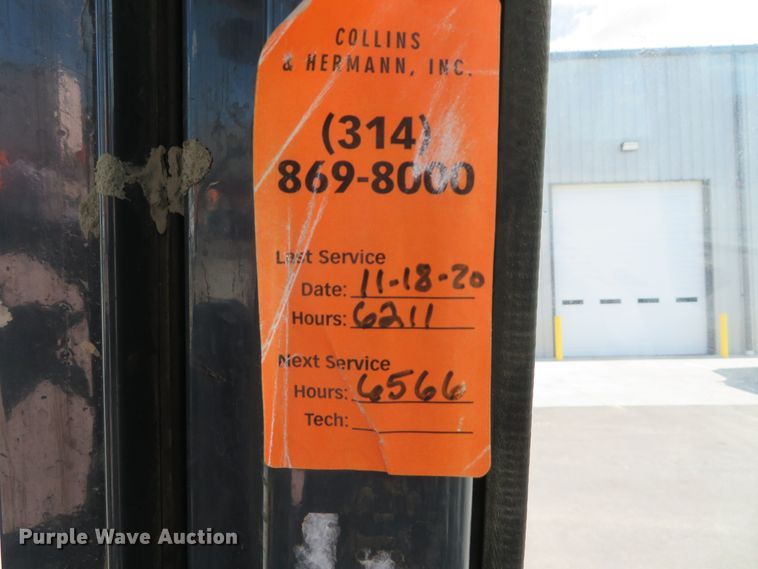 COLLINS
& HERMANN, INC.
(314)
869-8000
Last Service
Date: 11-18-20
Hours: 6211
Next Service
Hours: 6566
Tech:
Purple Wave Auction